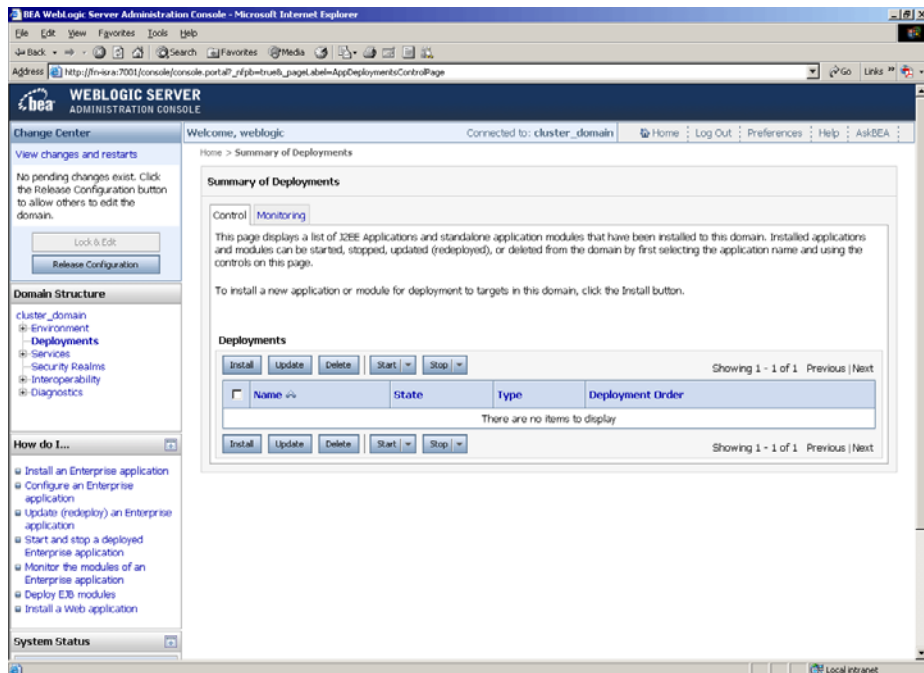 BEA WebLogic Server Administration Console - Microsoft Internet Explorer
File Edit View Favorites Tools Help
Back Search Favorites Media
Address http://fn-isra:7001/console/console.portal?_nfpb=true&_pageLabel=AppDeploymentsControlPage Go Links »
bea WEBLOGIC SERVER
ADMINISTRATION CONSOLE
Change Center
View changes and restarts
No pending changes exist. Click
the Release Configuration button
to allow others to edit the
domain.
Lock & Edit
Release Configuration
Domain Structure
cluster_domain
Environment
Deployments
Services
Security Realms
Interoperability
Diagnostics
How do I...
Install an Enterprise application
Configure an Enterprise
application
Update (redeploy) an Enterprise
application
Start and stop a deployed
Enterprise application
Monitor the modules of an
Enterprise application
Deploy EJB modules
Install a Web application
System Status
Welcome, weblogic Connected to: cluster_domain Home Log Out Preferences Help AskBEA
Home > Summary of Deployments
Summary of Deployments
Control Monitoring
This page displays a list of J2EE Applications and standalone application modules that have been installed to this domain. Installed applications
and modules can be started, stopped, updated (redeployed), or deleted from the domain by first selecting the application name and using the
controls on this page.
To install a new application or module for deployment to targets in this domain, click the Install button.
Deployments
Install Update Delete Start Stop Showing 1 - 1 of 1 Previous | Next
Name State Type Deployment Order
There are no items to display
Install Update Delete Start Stop Showing 1 - 1 of 1 Previous | Next
Local intranet